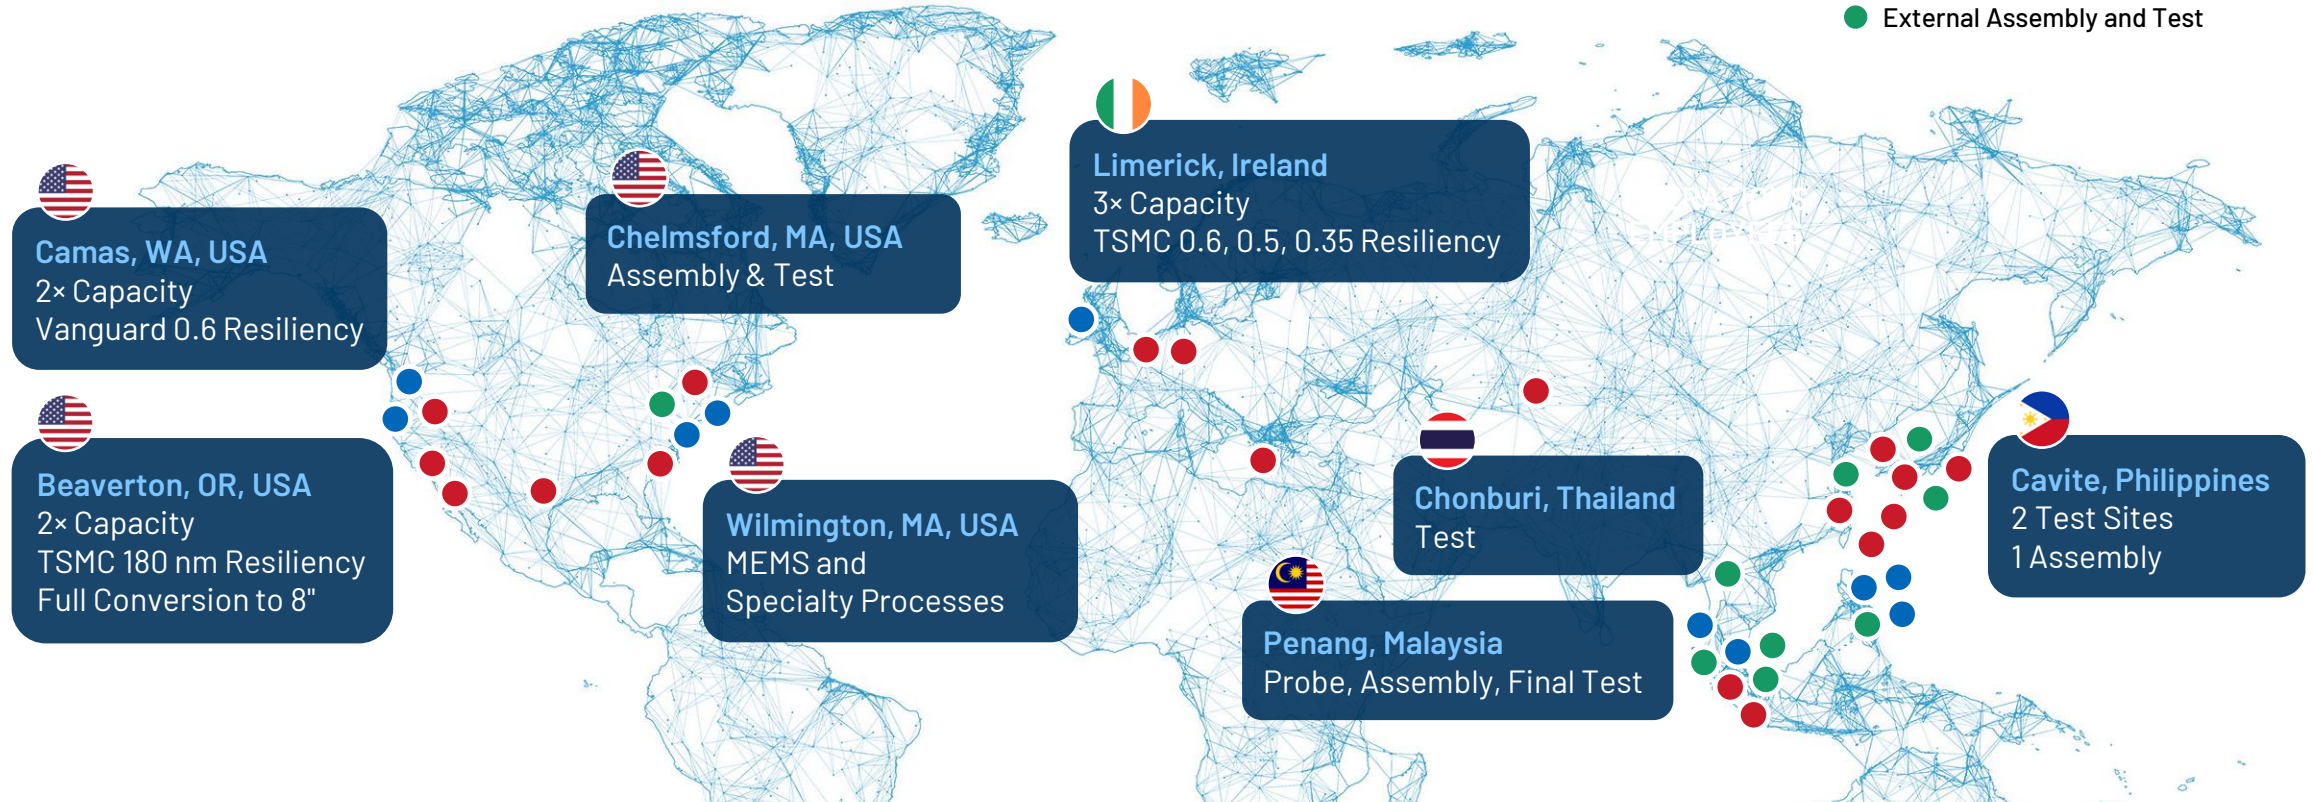 External Assembly and Test
Limerick, Ireland
3× Capacity
TSMC 0.6, 0.5, 0.35 Resiliency
Camas, WA, USA
2× Capacity
Vanguard 0.6 Resiliency
Chelmsford, MA, USA
Assembly & Test
Beaverton, OR, USA
2× Capacity
TSMC 180 nm Resiliency
Full Conversion to 8"
Wilmington, MA, USA
MEMS and
Specialty Processes
Chonburi, Thailand
Test
Cavite, Philippines
2 Test Sites
1 Assembly
Penang, Malaysia
Probe, Assembly, Final Test